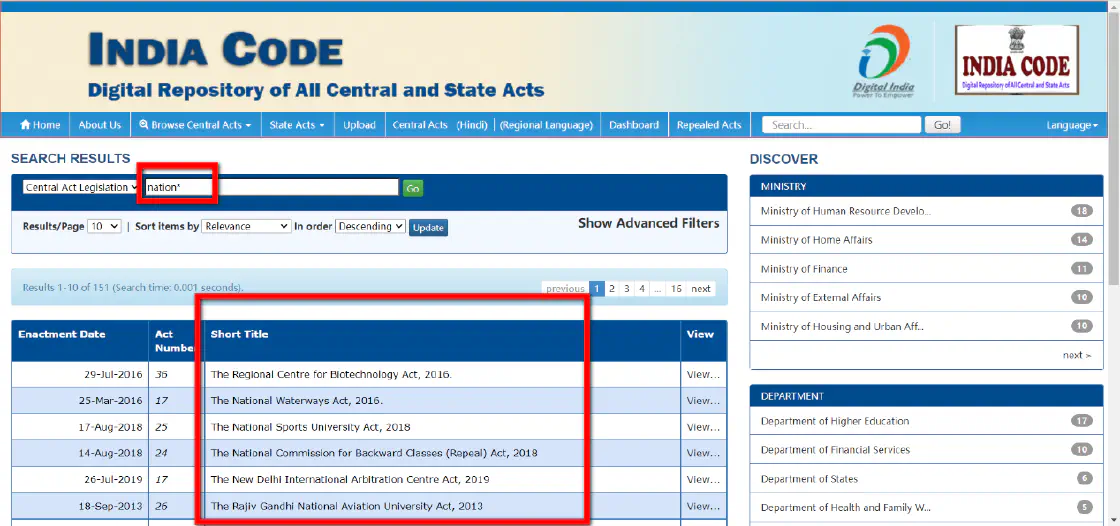 INDIA CODE
Digital Repository of All Central and State Acts
Digital India
Power To Empower
INDIA CODE
Digital Repository of All Central and State Acts
Home About Us Browse Central Acts State Acts Upload Central Acts (Hindi) (Regional Language) Dashboard Repealed Acts Search... Go! Language
SEARCH RESULTS
Central Act Legislation nation* Go
Results/Page 10 | Sort items by Relevance In order Descending Update
Show Advanced Filters
Results 1-10 of 151 (Search time: 0.001 seconds).
previous 1 2 3 4 ... 16 next
Enactment Date Act Number Short Title View
29-Jul-2016 36 The Regional Centre for Biotechnology Act, 2016. View...
25-Mar-2016 17 The National Waterways Act, 2016. View...
17-Aug-2018 25 The National Sports University Act, 2018 View...
14-Aug-2018 24 The National Commission for Backward Classes (Repeal) Act, 2018 View...
26-Jul-2019 17 The New Delhi International Arbitration Centre Act, 2019 View...
18-Sep-2013 26 The Rajiv Gandhi National Aviation University Act, 2013 View...
DISCOVER
MINISTRY
Ministry of Human Resource Develo... 18
Ministry of Home Affairs 14
Ministry of Finance 11
Ministry of External Affairs 10
Ministry of Housing and Urban Aff... 10
next >
DEPARTMENT
Department of Higher Education 17
Department of Financial Services 10
Department of States 6
Department of Health and Family W... 5